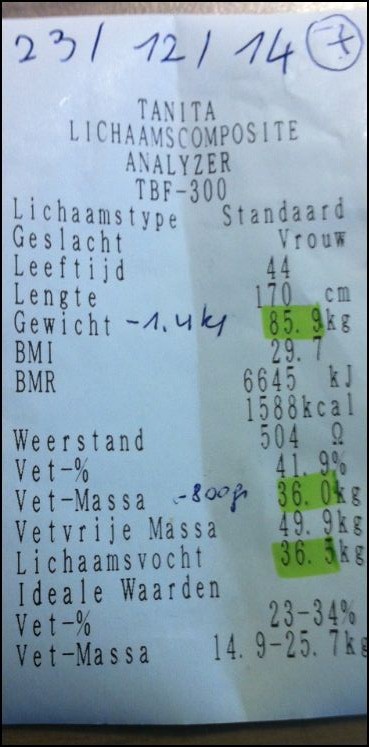 23/12/14 7
TANITA
LICHAAMSCOMPOSITE
ANALYZER
TBF-300
Lichaamstype Standaard
Geslacht Vrouw
Leeftijd 44
Lengte 170 cm
Gewicht -1.4kg 85.9kg
BMI 29.7
BMR 6645 kJ
1588kcal
Weerstand 504 Ω
Vet-% 41.9%
Vet-Massa -800gr 36.0kg
Vetvrije Massa 49.9kg
Lichaamsvocht 36.5kg
Ideale Waarden
Vet-% 23-34%
Vet-Massa 14.9-25.7kg